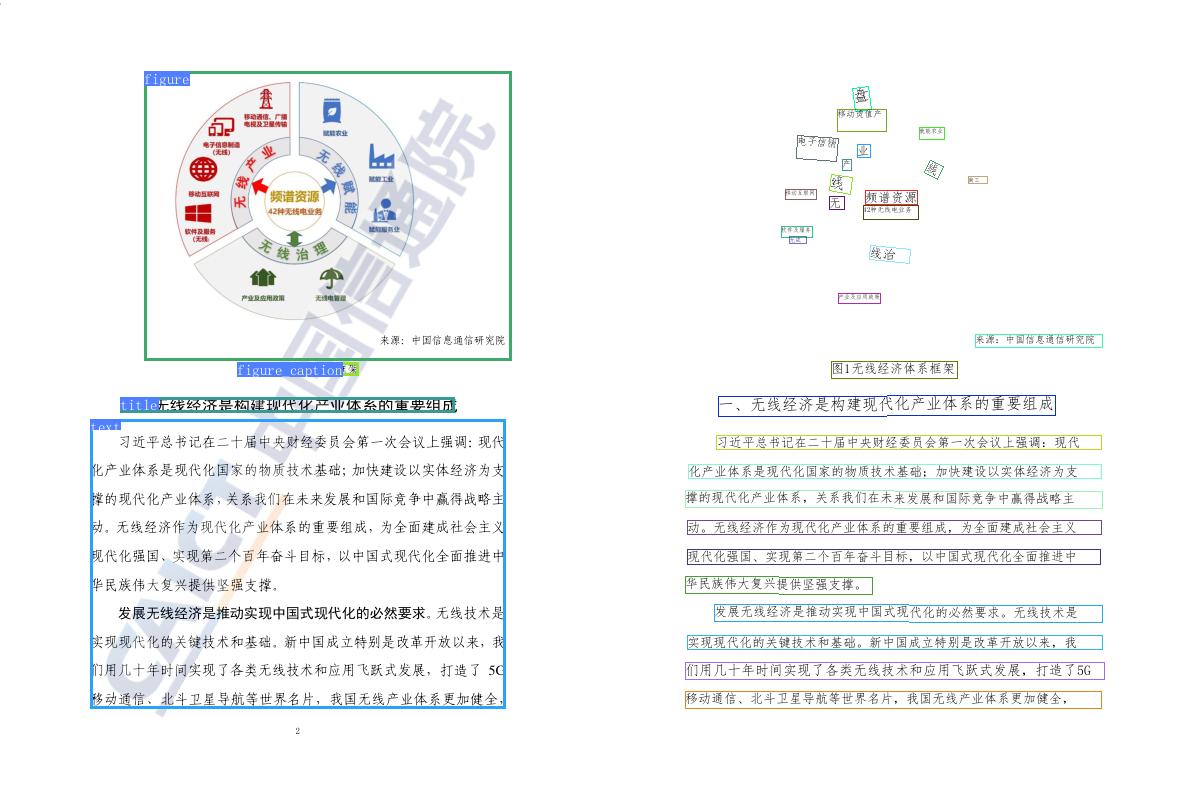 figure
移动通信、广播
电视及卫星传输
电子信息制造
(无线)
移动互联网
软件及服务
(无线
无线产业
无线赋能
赋能农业
赋能工业
赋能服务业
频谱资源
42种无线电业务
无线治理
产业及应用政策
无线电管理
来源：中国信息通信研究院
figure caption
title
无线经济是构建现代化产业体系的重要组成
text
习近平总书记在二十届中央财经委员会第一次会议上强调：现代
化产业体系是现代化国家的物质技术基础；加快建设以实体经济为支
撑的现代化产业体系，关系我们在未来发展和国际竞争中赢得战略主
动。无线经济作为现代化产业体系的重要组成，为全面建成社会主义
现代化强国、实现第二个百年奋斗目标，以中国式现代化全面推进中
华民族伟大复兴提供坚强支撑。
发展无线经济是推动实现中国式现代化的必然要求。无线技术是
实现现代化的关键技术和基础。新中国成立特别是改革开放以来，我
们用几十年时间实现了各类无线技术和应用飞跃式发展，打造了 5G
移动通信、北斗卫星导航等世界名片，我国无线产业体系更加健全，
2
CAICT 中国信通院
电子信
赋能农业
业
产
线
线
移动互联网
无
频谱资源
42种无线电业务
软件及服务
线治
产业及应用政策
来源：中国信息通信研究院
图1无线经济体系框架
一、无线经济是构建现代化产业体系的重要组成
习近平总书记在二十届中央财经委员会第一次会议上强调：现代
化产业体系是现代化国家的物质技术基础；加快建设以实体经济为支
撑的现代化产业体系，关系我们在未来发展和国际竞争中赢得战略主
动。无线经济作为现代化产业体系的重要组成，为全面建成社会主义
现代化强国、实现第二个百年奋斗目标，以中国式现代化全面推进中
华民族伟大复兴提供坚强支撑。
发展无线经济是推动实现中国式现代化的必然要求。无线技术是
实现现代化的关键技术和基础。新中国成立特别是改革开放以来，我
们用几十年时间实现了各类无线技术和应用飞跃式发展，打造了5G
移动通信、北斗卫星导航等世界名片，我国无线产业体系更加健全，